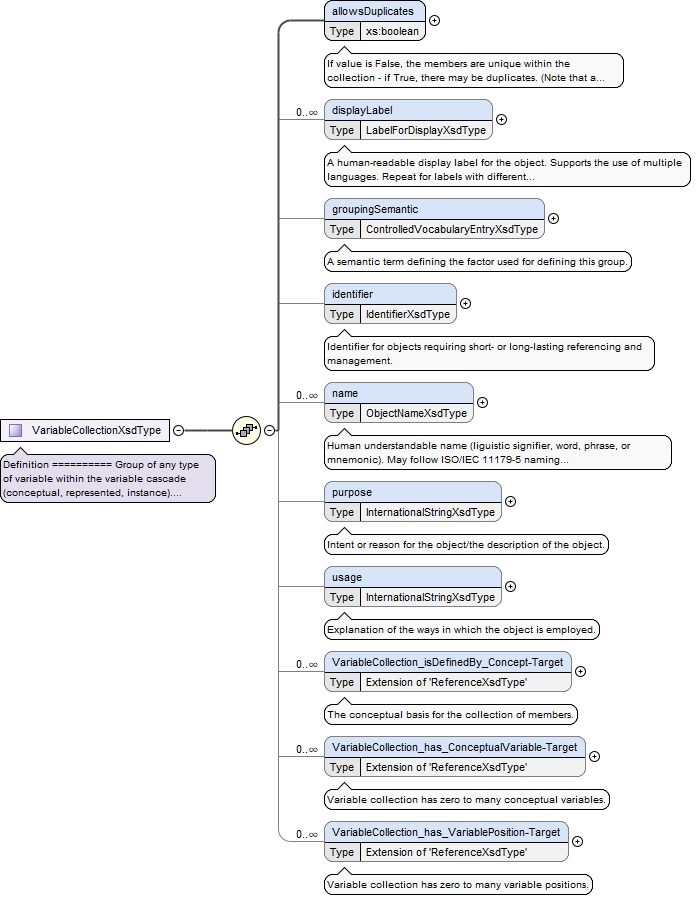 allowsDuplicates
Type xs:boolean
If value is False, the members are unique within the
collection - if True, there may be duplicates. (Note that a...
0..∞
displayLabel
Type LabelForDisplayXsdType
A human-readable display label for the object. Supports the use of multiple
languages. Repeat for labels with different...
groupingSemantic
Type ControlledVocabularyEntryXsdType
A semantic term defining the factor used for defining this group.
identifier
Type IdentifierXsdType
Identifier for objects requiring short- or long-lasting referencing and
management.
0..∞
name
Type ObjectNameXsdType
Human understandable name (liguistic signifier, word, phrase, or
mnemonic). May follow ISO/IEC 11179-5 naming...
VariableCollectionXsdType
Definition ========== Group of any type
of variable within the variable cascade
(conceptual, represented, instance)....
purpose
Type InternationalStringXsdType
Intent or reason for the object/the description of the object.
usage
Type InternationalStringXsdType
Explanation of the ways in which the object is employed.
0..∞
VariableCollection_isDefinedBy_Concept-Target
Type Extension of 'ReferenceXsdType'
The conceptual basis for the collection of members.
0..∞
VariableCollection_has_ConceptualVariable-Target
Type Extension of 'ReferenceXsdType'
Variable collection has zero to many conceptual variables.
0..∞
VariableCollection_has_VariablePosition-Target
Type Extension of 'ReferenceXsdType'
Variable collection has zero to many variable positions.